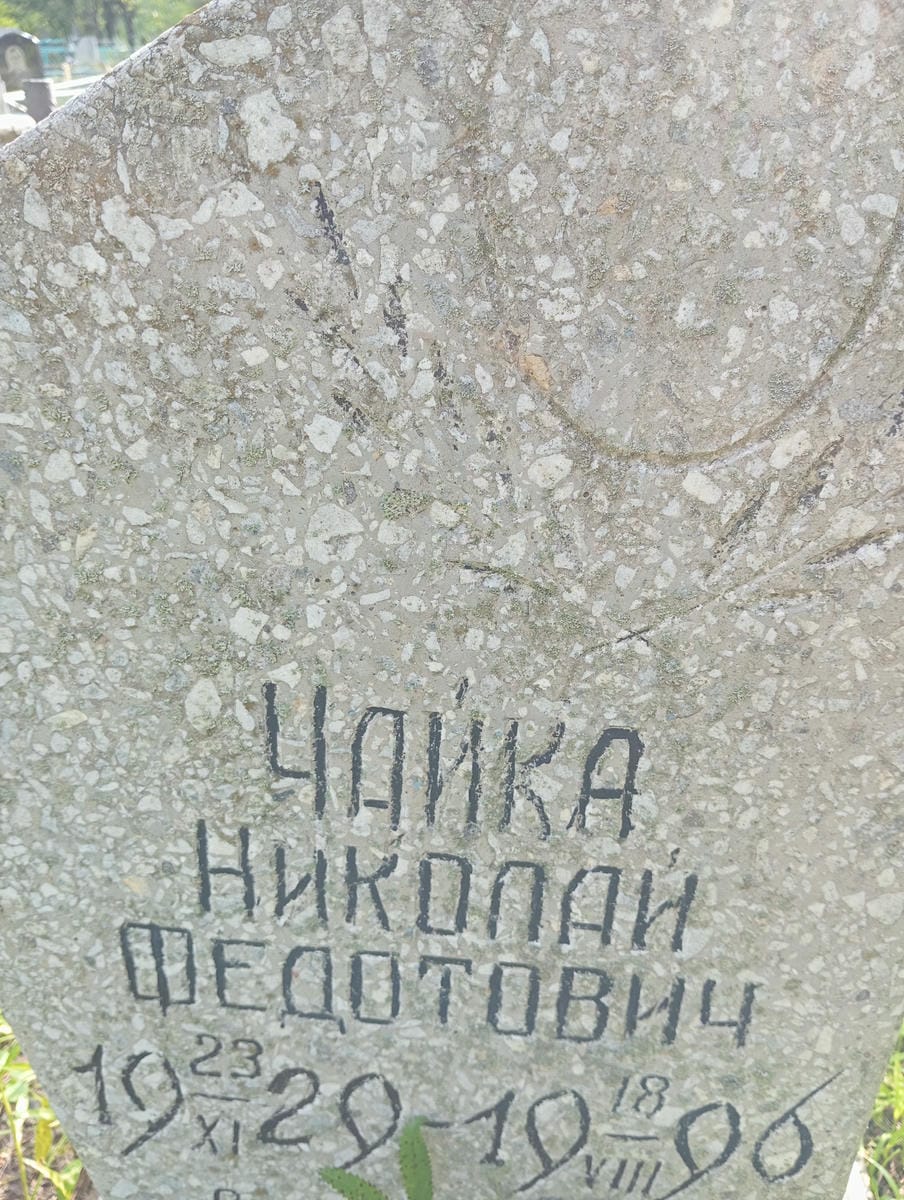 ЧАЙКА
НИКОЛАЙ
ФЕДОТОВИЧ
19 23/XI 29 - 19 18/VIII 96